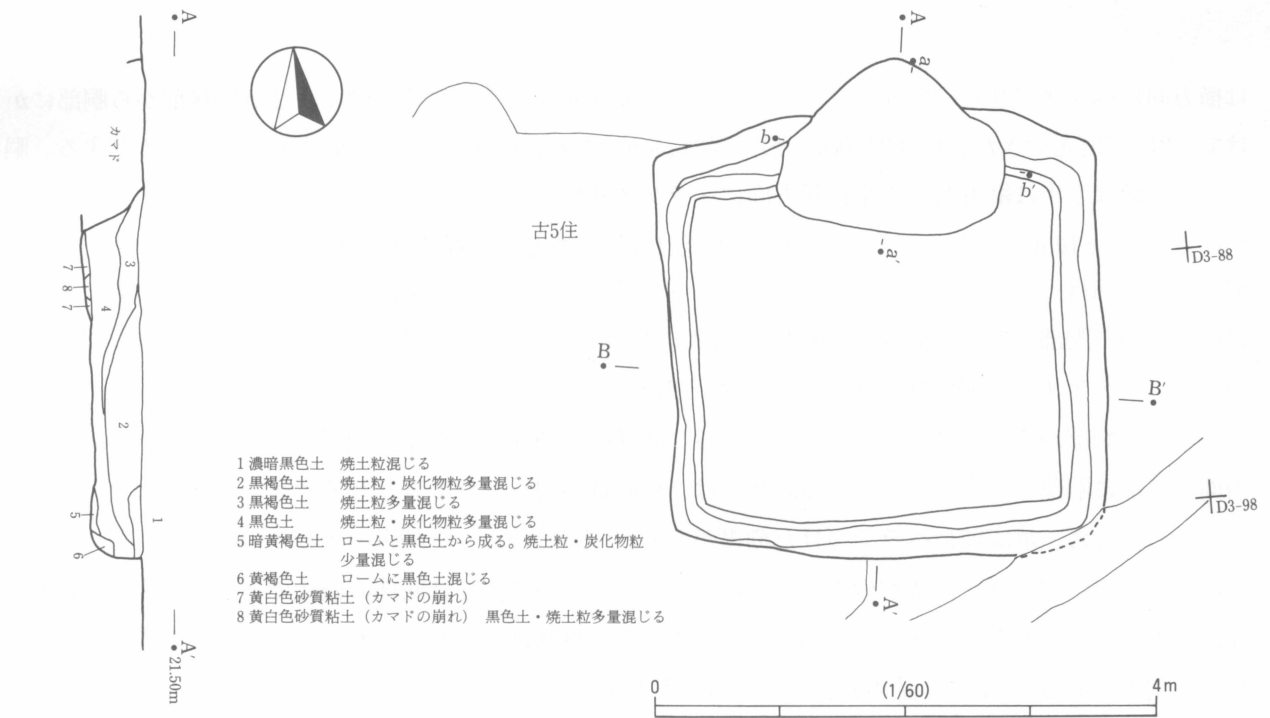 A
カマド
3
7
8
7
4
2
5
6
1
A'
21.50m
A
a
b
b'
a'
古5住
D3-88
B
B'
D3-98
A'
1 濃暗黒色土 焼土粒混じる
2 黒褐色土 焼土粒・炭化物粒多量混じる
3 黒褐色土 焼土粒多量混じる
4 黒色土 焼土粒・炭化物粒多量混じる
5 暗黄褐色土 ロームと黒色土から成る。焼土粒・炭化物粒
少量混じる
6 黄褐色土 ロームに黒色土混じる
7 黄白色砂質粘土(カマドの崩れ)
8 黄白色砂質粘土(カマドの崩れ) 黒色土・焼土粒多量混じる
0 (1/60) 4m